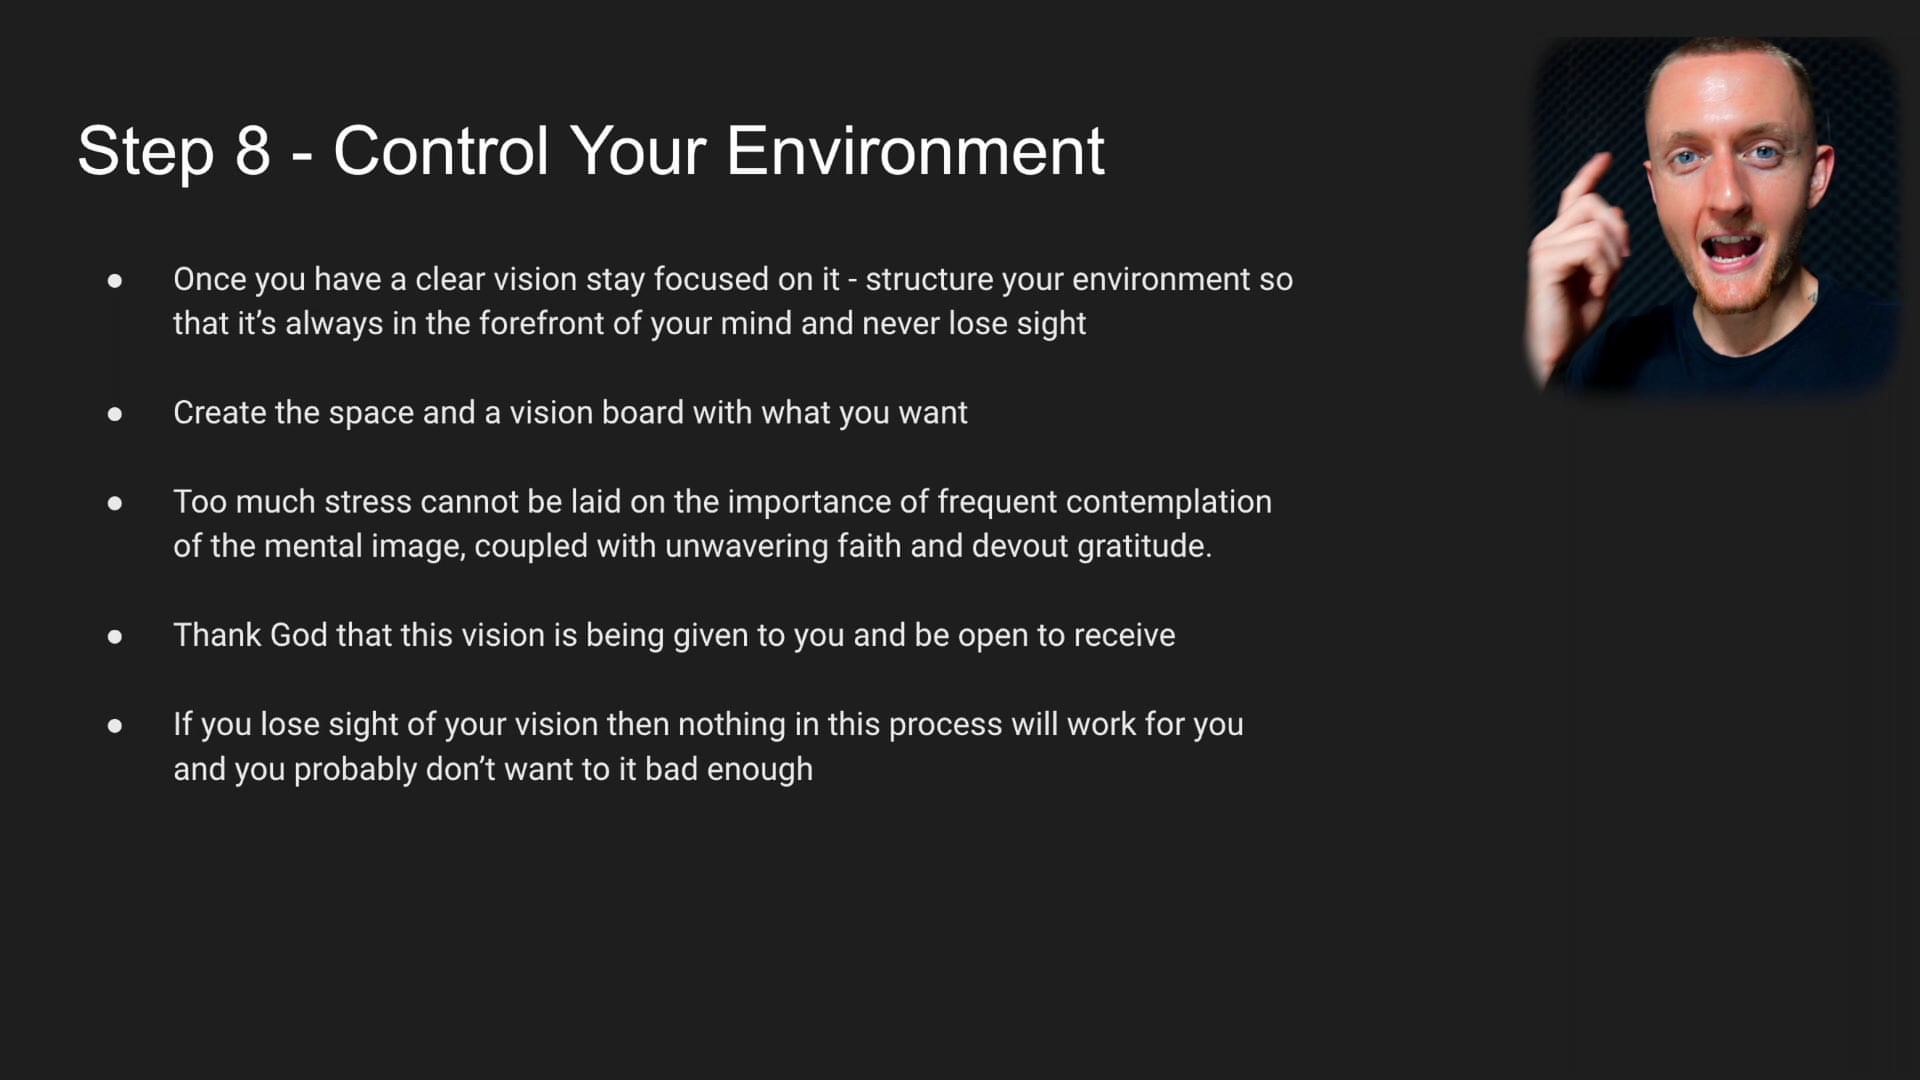 Step 8 - Control Your Environment
● Once you have a clear vision stay focused on it - structure your environment so
that it’s always in the forefront of your mind and never lose sight
● Create the space and a vision board with what you want
● Too much stress cannot be laid on the importance of frequent contemplation
of the mental image, coupled with unwavering faith and devout gratitude.
● Thank God that this vision is being given to you and be open to receive
● If you lose sight of your vision then nothing in this process will work for you
and you probably don’t want to it bad enough